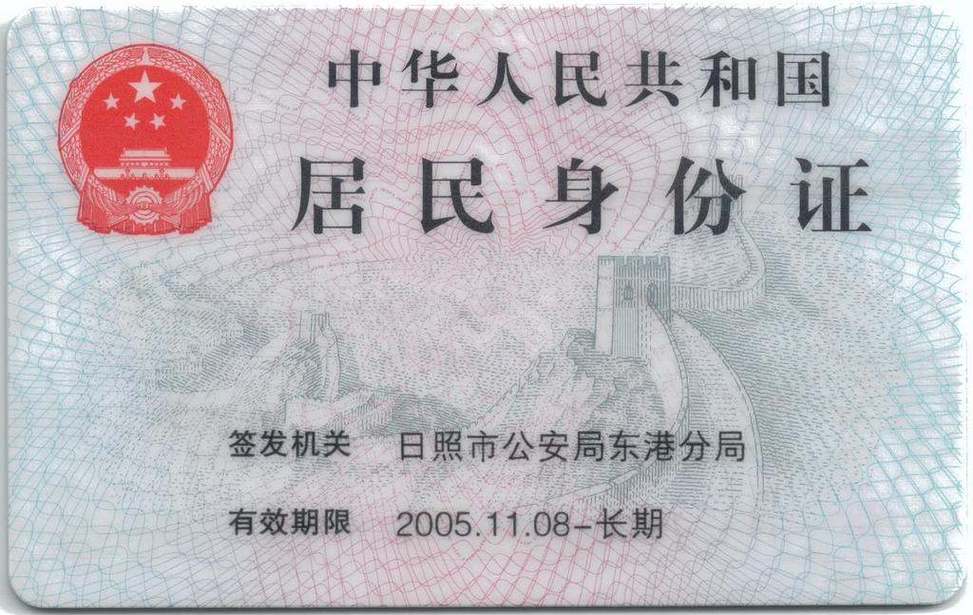 中华人民共和国
居民身份证
签发机关 日照市公安局东港分局
有效期限 2005.11.08-长期